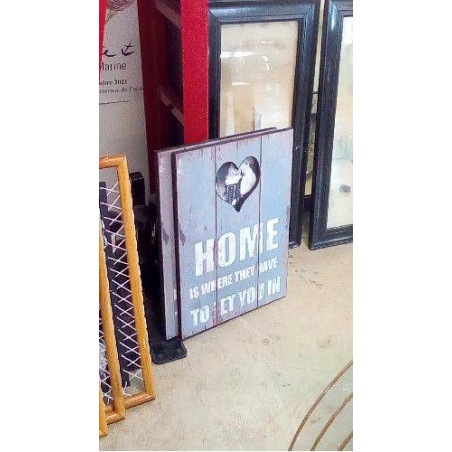 Marine
HOME
IS WHERE THEY HAVE
TO LET YOU IN